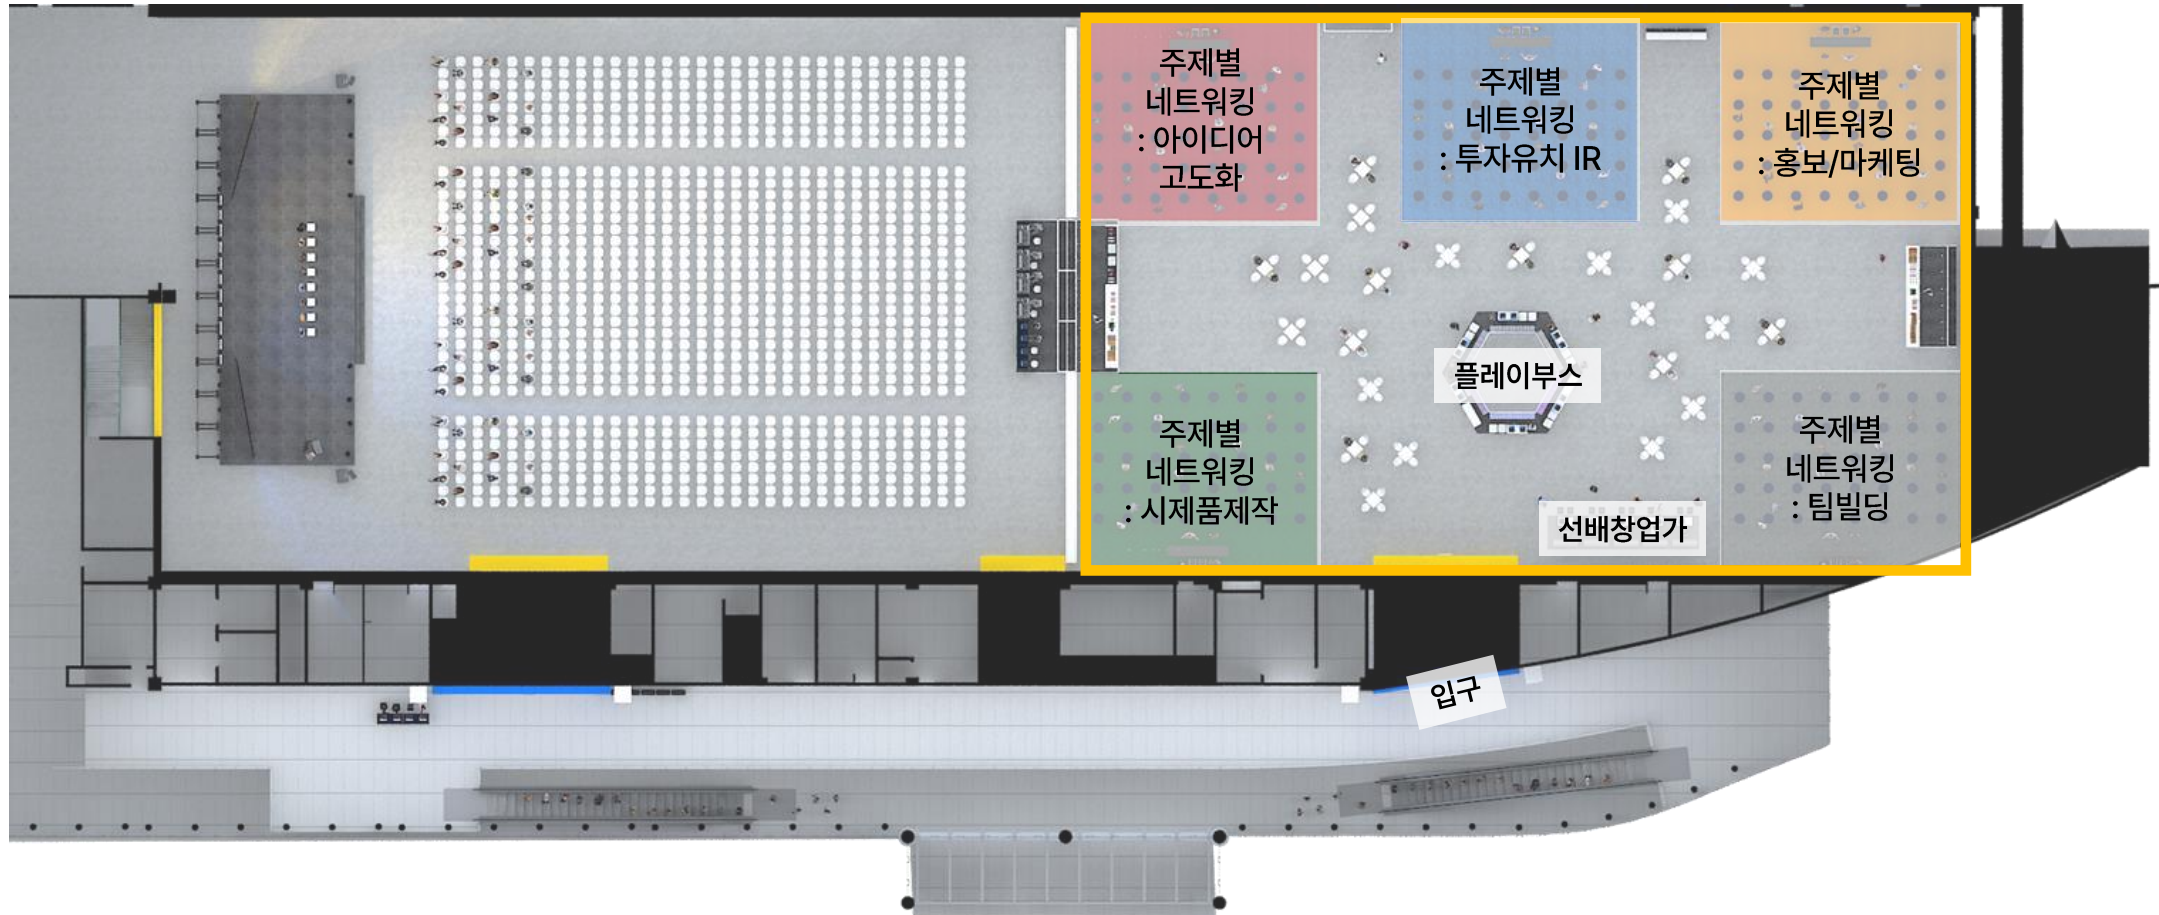 주제별
네트워킹
: 아이디어
고도화
주제별
네트워킹
: 투자유치 IR
주제별
네트워킹
: 홍보/마케팅
플레이부스
주제별
네트워킹
: 시제품제작
주제별
네트워킹
: 팀빌딩
선배창업가
입구